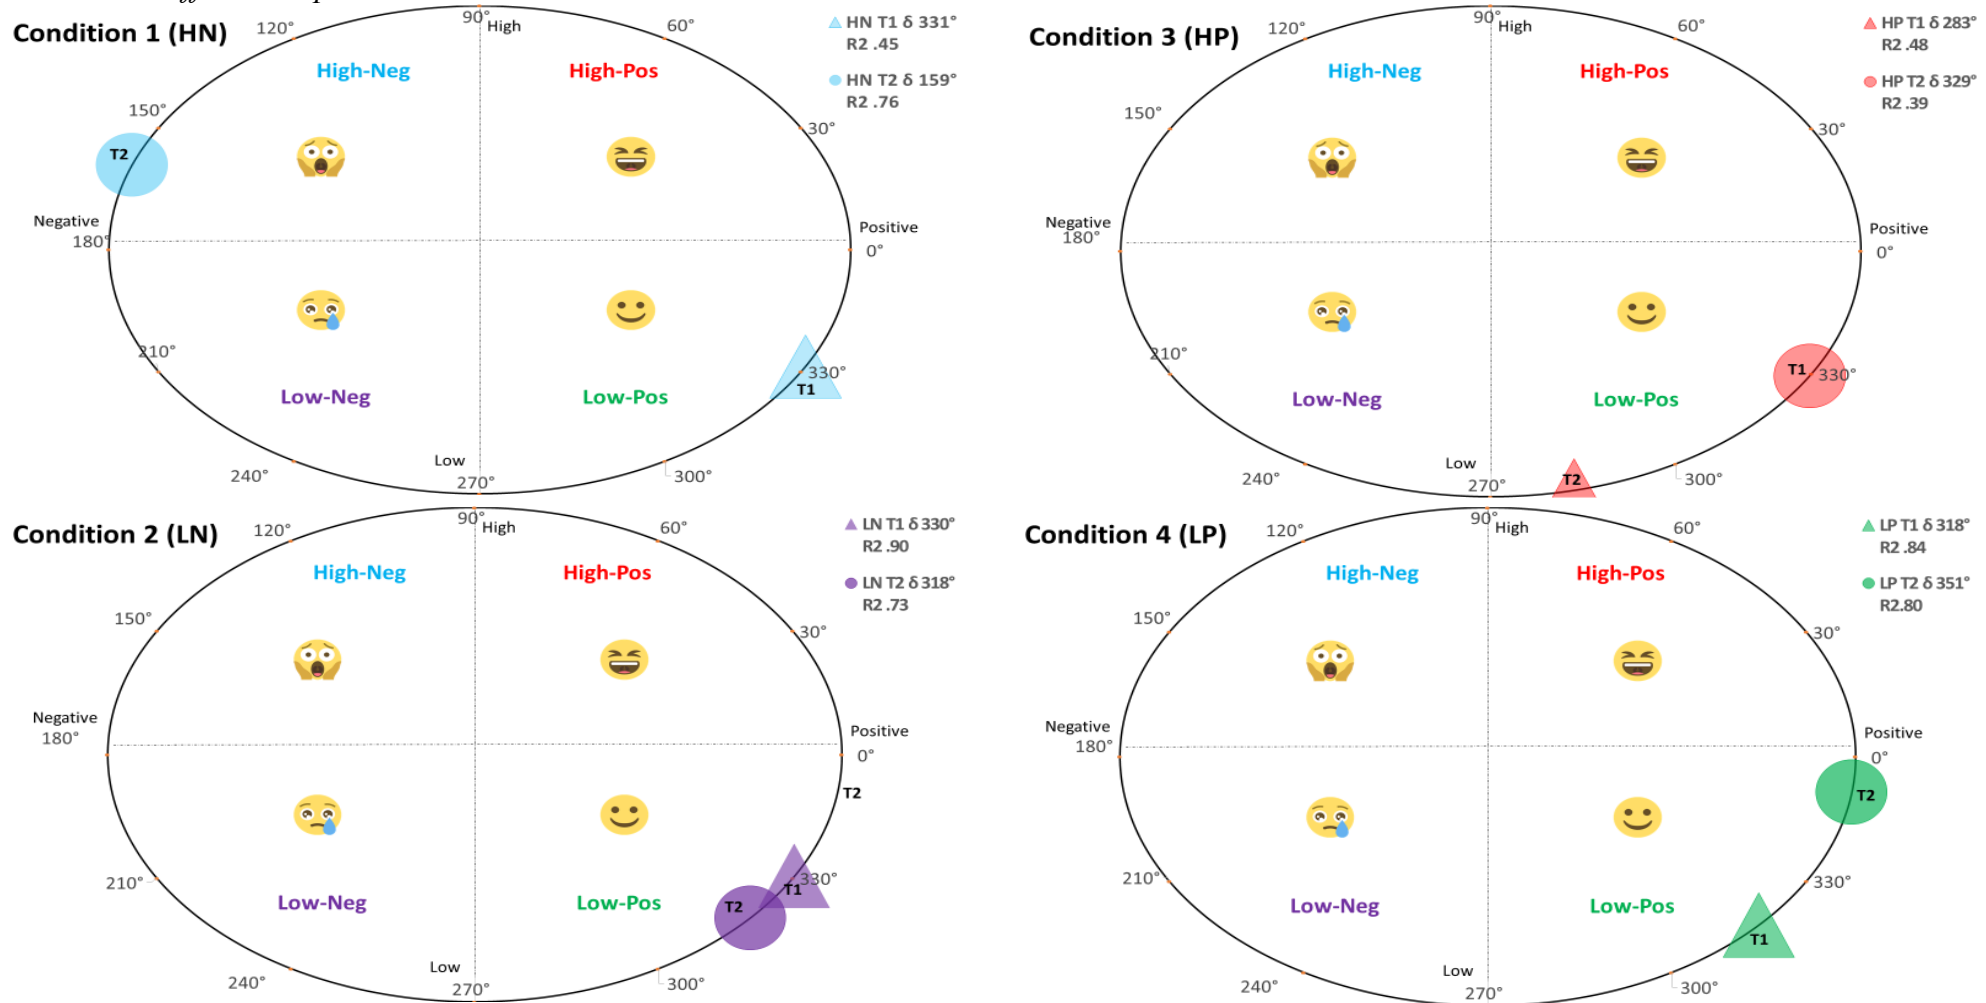 Condition 1 (HN)
90°
High
120°
60°
High-Neg
High-Pos
150°
30°
T2
Negative
180°
Positive
0°
210°
330°
T1
Low-Neg
Low-Pos
Low
240°
270°
300°
HN T1 δ 331°
R2 .45
HN T2 δ 159°
R2 .76
Condition 3 (HP)
90°
High
120°
60°
High-Neg
High-Pos
150°
30°
Negative
180°
Positive
0°
210°
T1
330°
Low-Neg
Low-Pos
Low
240°
270°
T2
300°
HP T1 δ 283°
R2 .48
HP T2 δ 329°
R2 .39
Condition 2 (LN)
90°
High
120°
60°
High-Neg
High-Pos
150°
30°
Negative
180°
Positive
0°
T2
210°
330°
T1
T2
Low-Neg
Low-Pos
Low
240°
270°
300°
LN T1 δ 330°
R2 .90
LN T2 δ 318°
R2 .73
Condition 4 (LP)
90°
High
120°
60°
High-Neg
High-Pos
150°
30°
Negative
180°
Positive
0°
T2
210°
330°
Low-Neg
Low-Pos
T1
Low
240°
270°
300°
LP T1 δ 318°
R2 .84
LP T2 δ 351°
R2.80